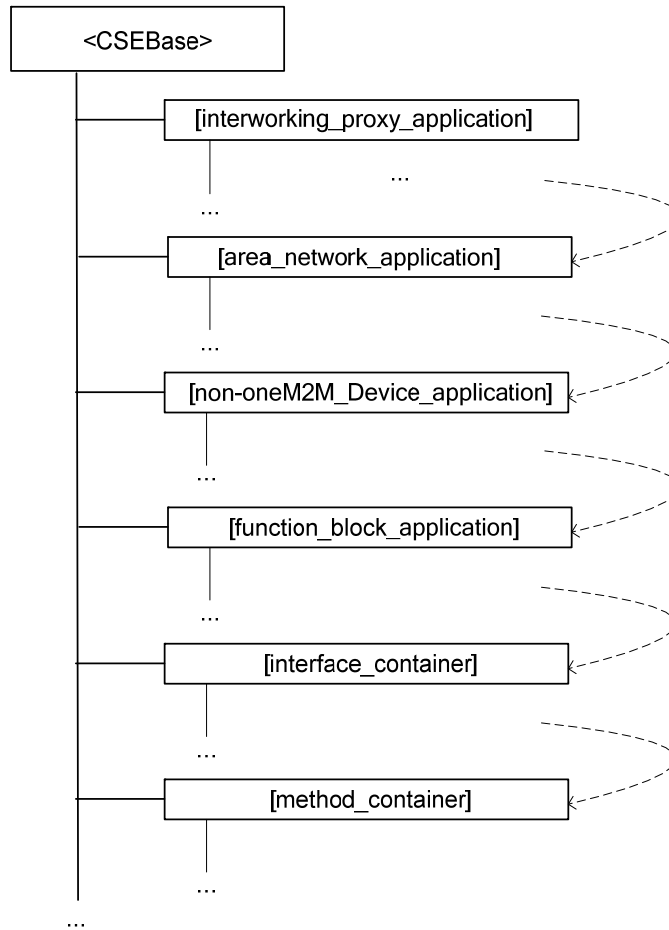 <CSEBase>
[interworking_proxy_application]
...
...
[area_network_application]
...
[non-oneM2M_Device_application]
...
[function_block_application]
...
[interface_container]
...
[method_container]
...
...